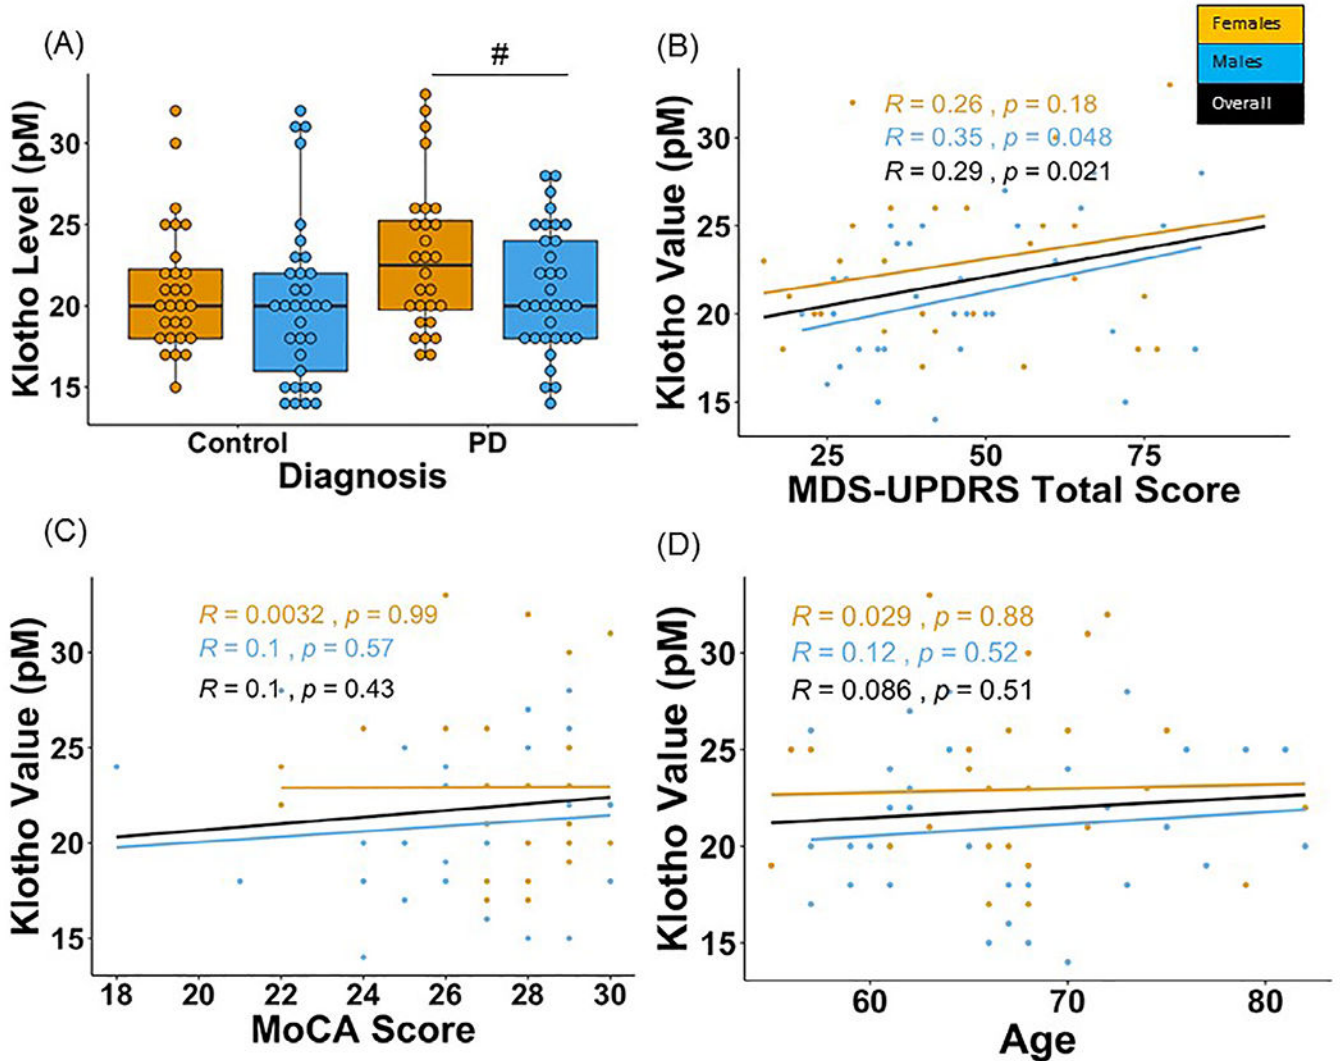 (A)
#
Klotho Level (pM)
30
25
20
15
Control PD
Diagnosis
(B)
Females
Males
Overall
R = 0.26 , p = 0.18
R = 0.35 , p = 0.048
R = 0.29 , p = 0.021
Klotho Value (pM)
30
25
20
15
25 50 75
MDS-UPDRS Total Score
(C)
R = 0.0032 , p = 0.99
R = 0.1 , p = 0.57
R = 0.1 , p = 0.43
Klotho Value (pM)
30
25
20
15
18 20 22 24 26 28 30
MoCA Score
(D)
R = 0.029 , p = 0.88
R = 0.12 , p = 0.52
R = 0.086 , p = 0.51
Klotho Value (pM)
30
25
20
15
60 70 80
Age